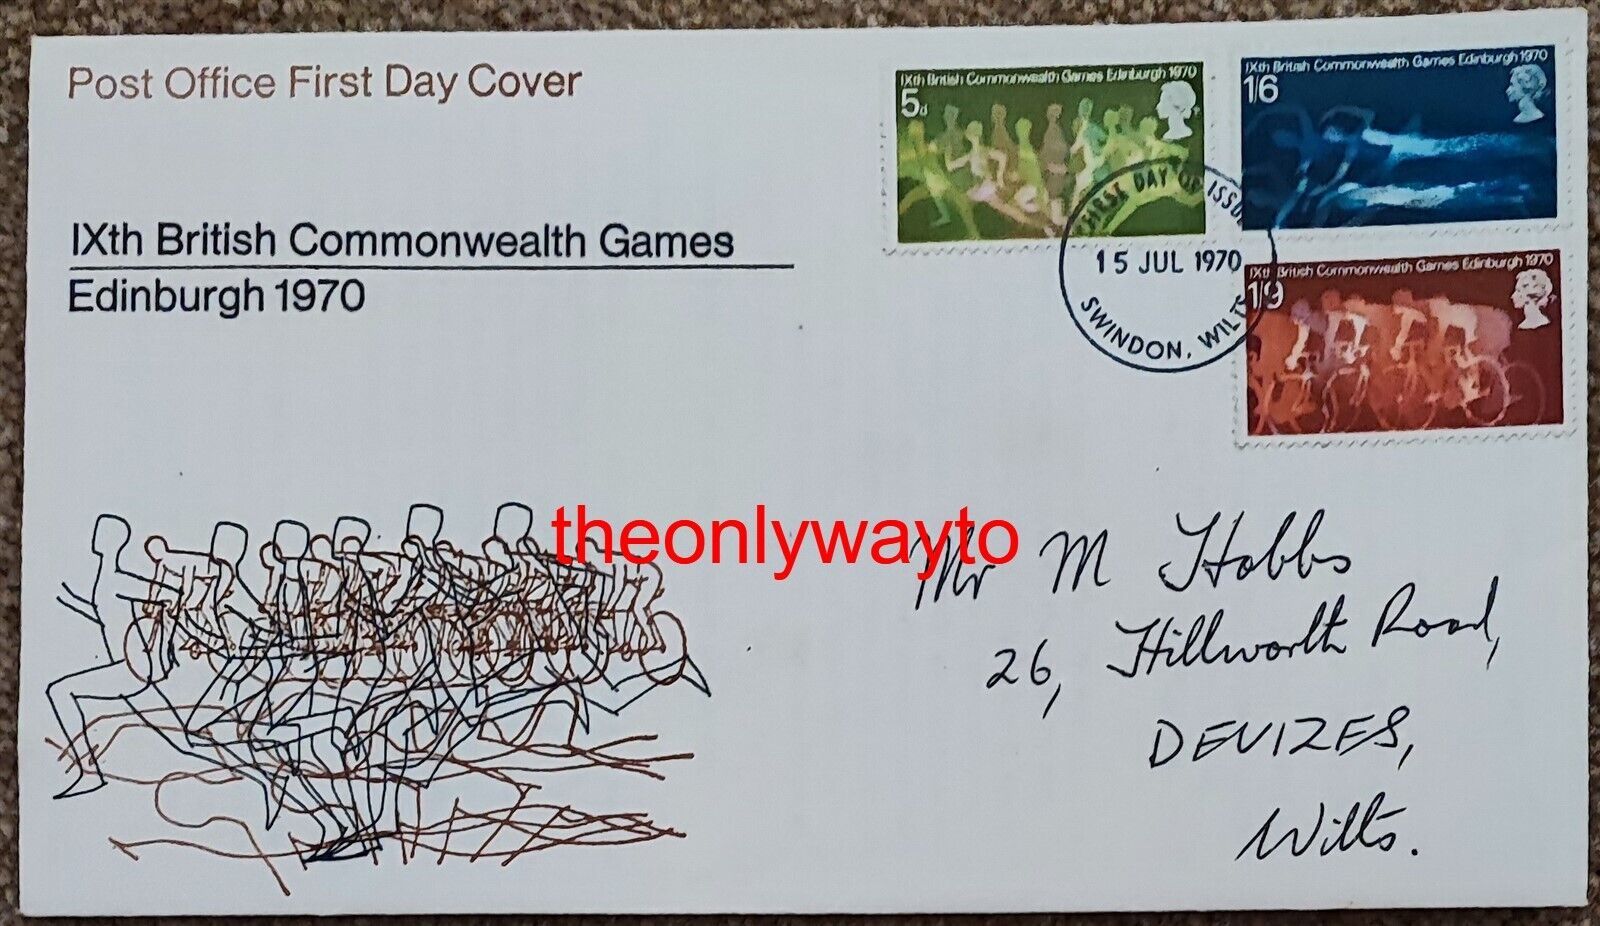 Post Office First Day Cover
IXth British Commonwealth Games
Edinburgh 1970
IXth British Commonwealth Games Edinburgh 1970
5d
IXth British Commonwealth Games Edinburgh 1970
1/6
FIRST DAY OF ISSUE
15 JUL 1970
SWINDON, WILTS
IXth British Commonwealth Games Edinburgh 1970
1/9
theonlywayto
Mr M Hobbs
26, Hillworth Road,
DEVIZES,
Wilts.